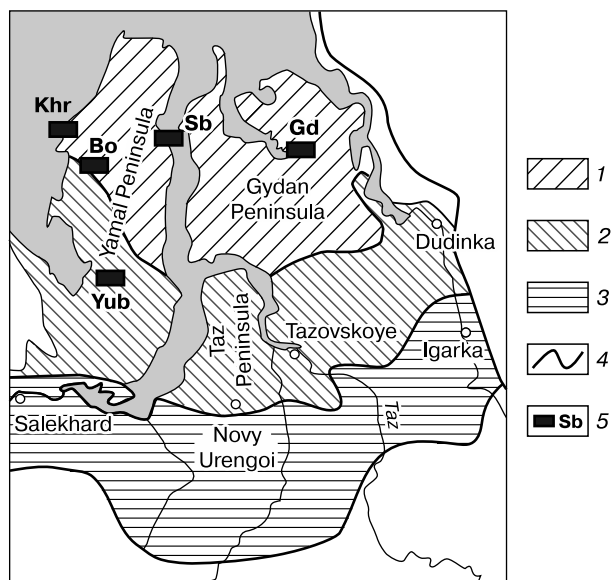 Khr
Sb
Bo
Gd
Yamal Peninsula
Gydan
Peninsula
Dudinka
Yub
Taz
Peninsula
Tazovskoye
Igarka
Salekhard
Novy
Urengoi
Taz
1
2
3
4
Sb 5